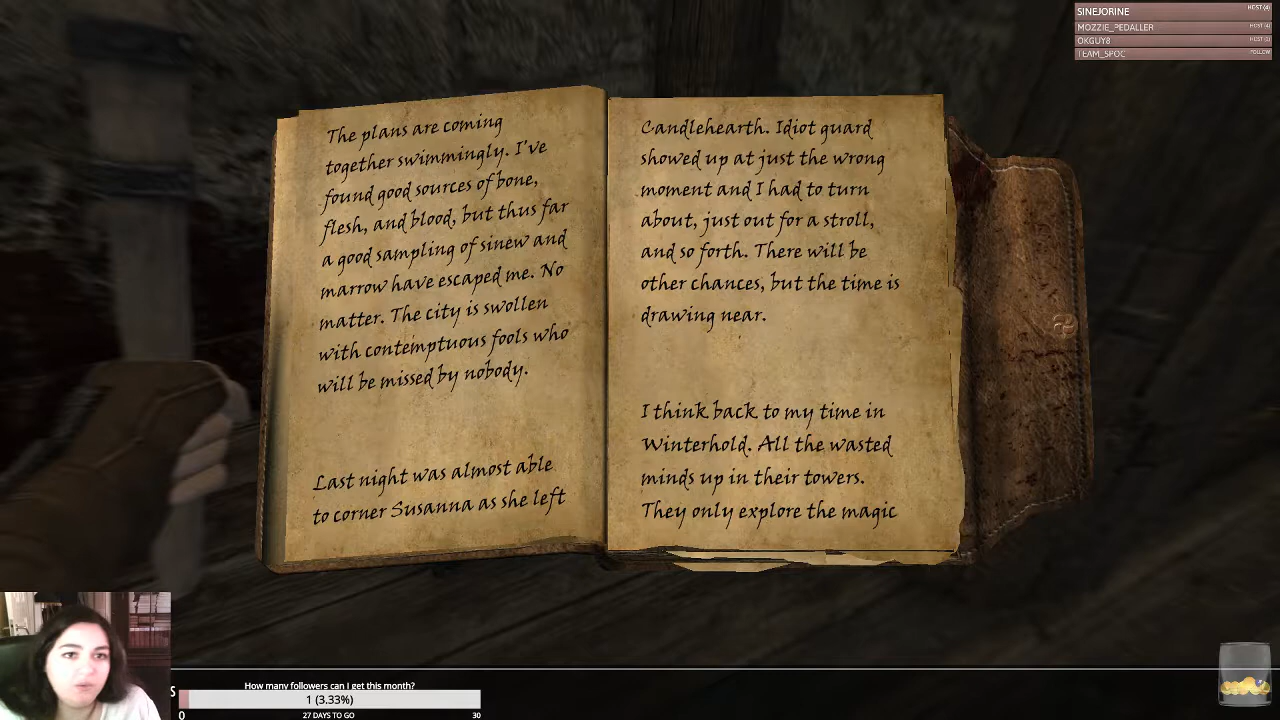 SINEJORINE HOST (4)
MOZZIE_PEDALLER HOST (4)
OKGUY8
TEAM_SPOC FOLLOW
The plans are coming
together swimmingly. I've
found good sources of bone,
flesh, and blood, but thus far
a good sampling of sinew and
marrow have escaped me. No
matter. The city is swollen
with contemptuous fools who
will be missed by nobody.
Last night was almost able
to corner Susanna as she left
Candlehearth. Idiot guard
showed up at just the wrong
moment and I had to turn
about, just out for a stroll,
and so forth. There will be
other chances, but the time is
drawing near.
I think back to my time in
Winterhold. All the wasted
minds up in their towers.
They only explore the magic
S
How many followers can I get this month?
1 (3.33%)
0 27 DAYS TO GO 30